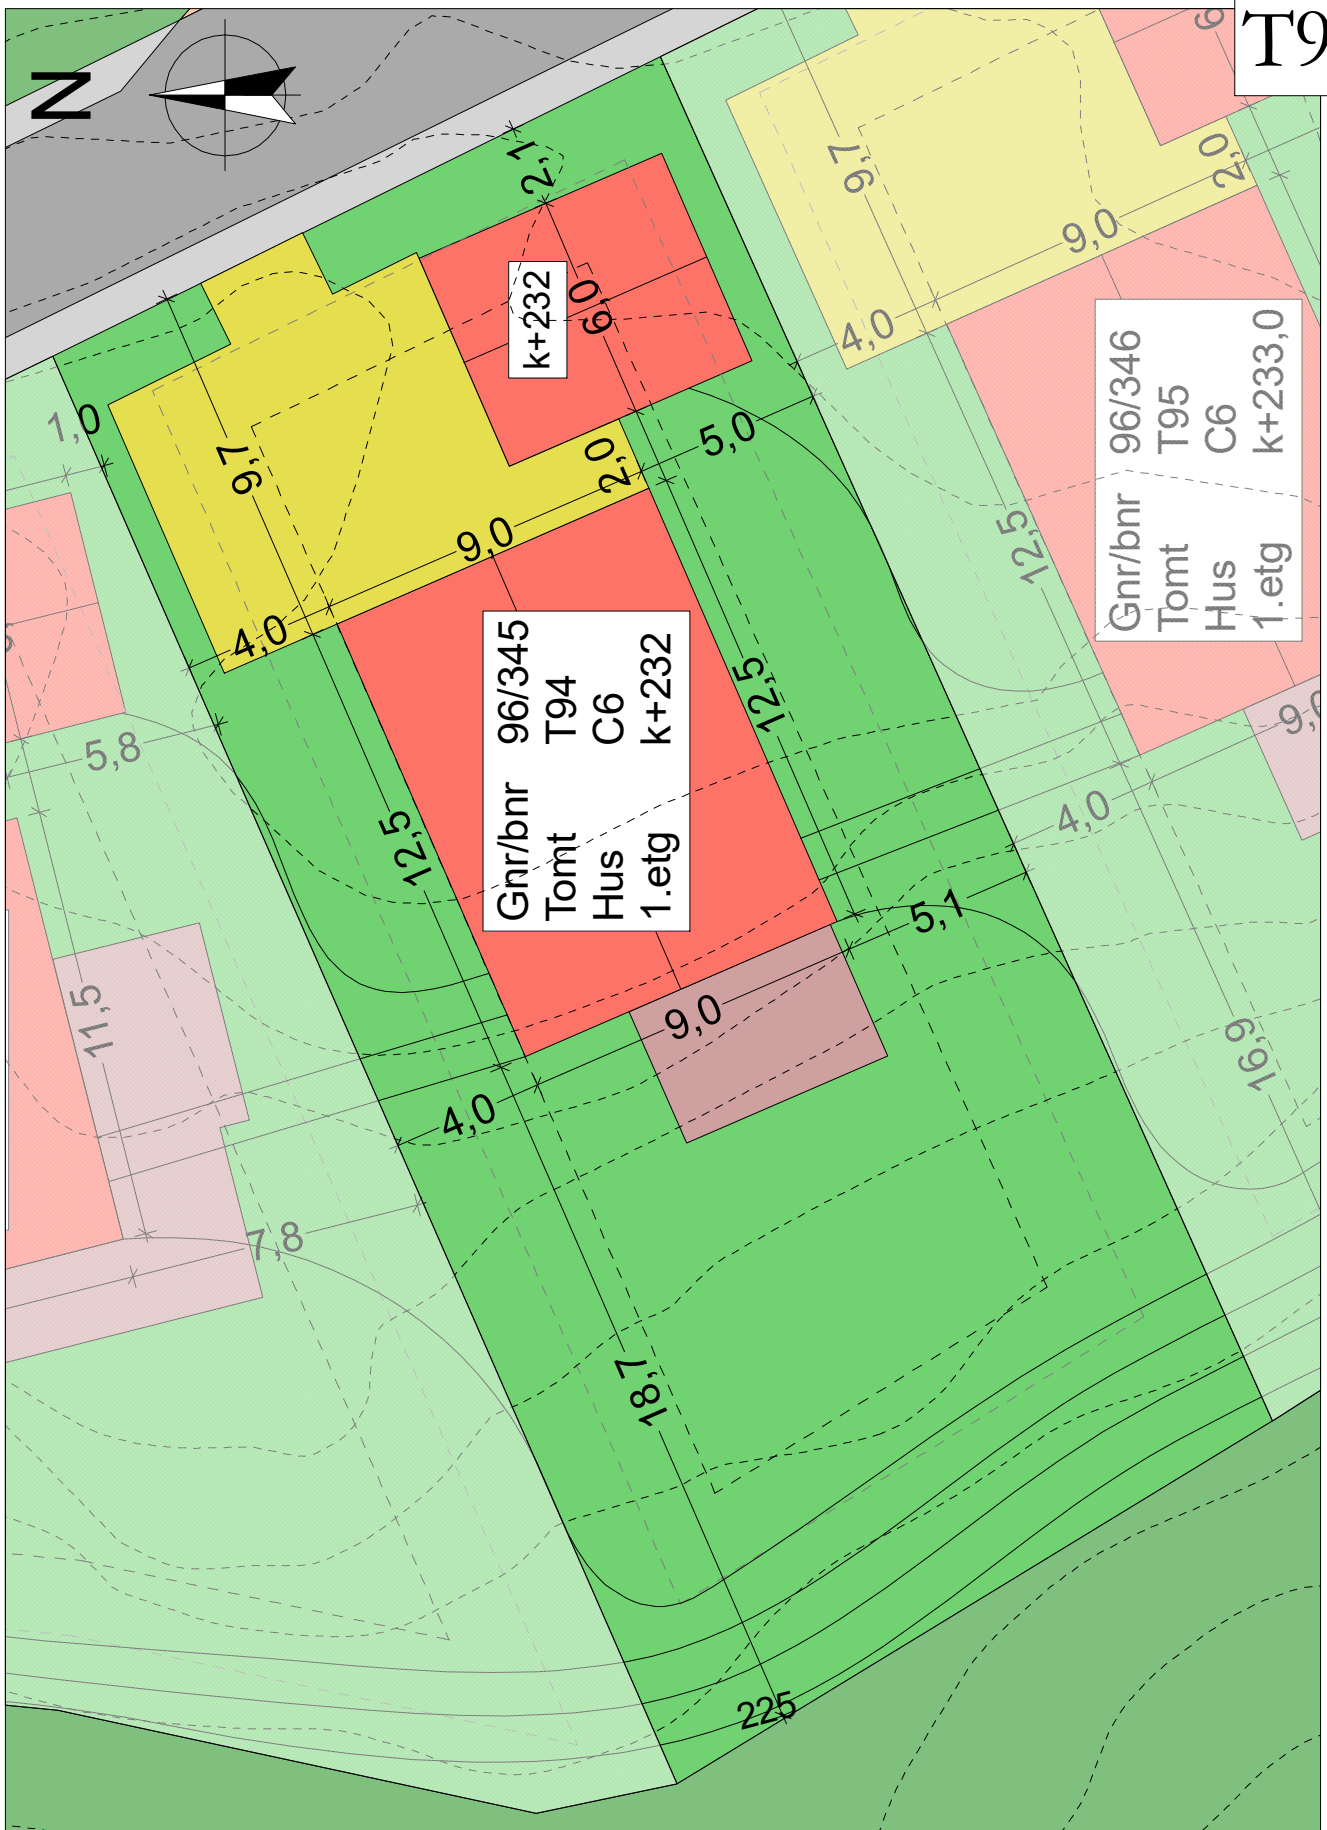 N
T9
2,1
6,0
k+232
1,0
9,7
2,0
5,0
9,0
4,0
Gnr/bnr 96/345
Tomt T94
Hus C6
1.etg k+232
12,5
12,5
9,0
5,1
4,0
18,7
225
5,8
11,5
7,8
9,7
2,0
9,0
4,0
Gnr/bnr 96/346
Tomt T95
Hus C6
1.etg k+233,0
12,5
4,0
16,9